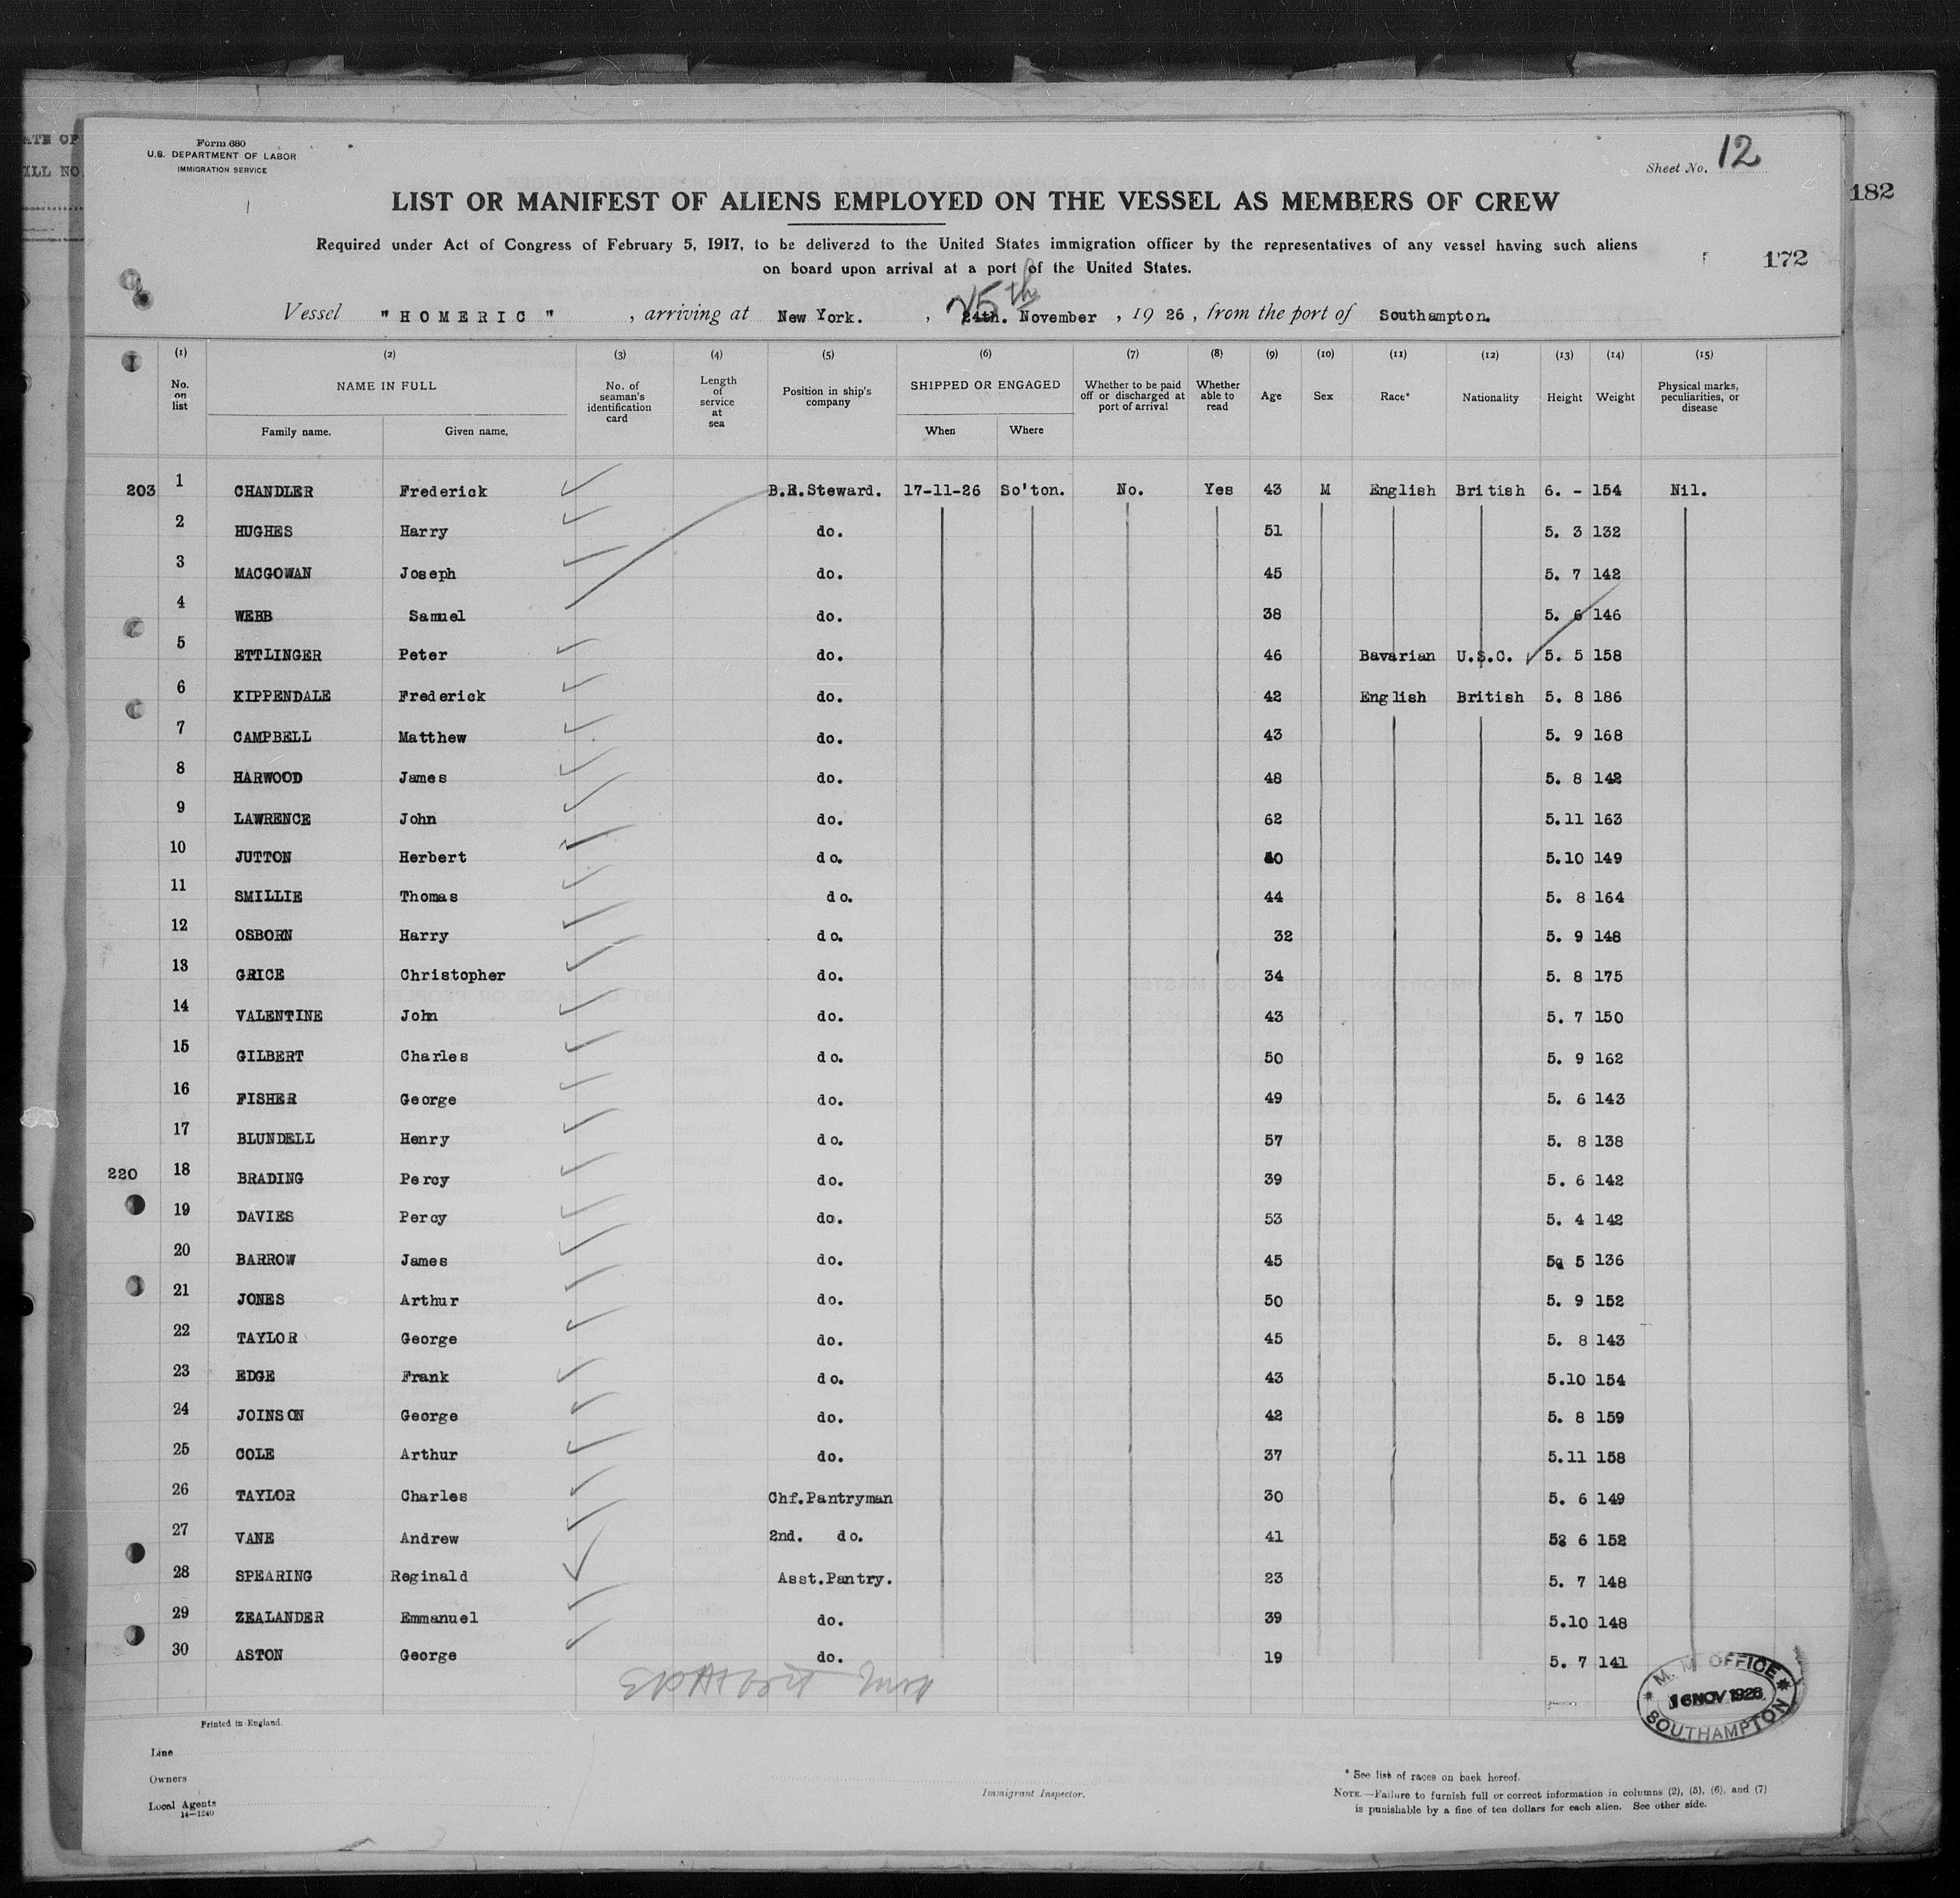 ATE OF
ILL NO.
Form 680
U.S. DEPARTMENT OF LABOR
IMMIGRATION SERVICE
Sheet No. 12
182
LIST OR MANIFEST OF ALIENS EMPLOYED ON THE VESSEL AS MEMBERS OF CREW
Required under Act of Congress of February 5, 1917, to be delivered to the United States immigration officer by the representatives of any vessel having such aliens
on board upon arrival at a port of the United States.
172
25th
Vessel "HOMERIC", arriving at New York., 24th. November, 1926, from the port of Southampton.
(1) (2) (3) (4) (5) (6) (7) (8) (9) (10) (11) (12) (13) (14) (15)
No. on list NAME IN FULL Family name. Given name. No. of seaman's identification card Length of service at sea Position in ship's company SHIPPED OR ENGAGED When Where Whether to be paid off or discharged at port of arrival Whether able to read Age Sex Race* Nationality Height Weight Physical marks, peculiarities, or disease
203 1 CHANDLER Frederick B.R.Steward. 17-11-26 So'ton. No. Yes 43 M English British 6. - 154 Nil.
2 HUGHES Harry do. 51 5. 3 132
3 MACGOWAN Joseph do. 45 5. 7 142
4 WEBB Samuel do. 38 5. 6 146
5 ETTLINGER Peter do. 46 Bavarian U.S.C. 5. 5 158
6 KIPPENDALE Frederick do. 42 English British 5. 8 186
7 CAMPBELL Matthew do. 43 5. 9 168
8 HARWOOD James do. 48 5. 8 142
9 LAWRENCE John do. 62 5.11 163
10 JUTTON Herbert do. 40 5.10 149
11 SMILLIE Thomas do. 44 5. 8 164
12 OSBORN Harry do. 32 5. 9 148
13 GRICE Christopher do. 34 5. 8 175
14 VALENTINE John do. 43 5. 7 150
15 GILBERT Charles do. 50 5. 9 162
16 FISHER George do. 49 5. 6 143
17 BLUNDELL Henry do. 57 5. 8 138
220 18 BRADING Percy do. 39 5. 6 142
19 DAVIES Percy do. 53 5. 4 142
20 BARROW James do. 45 5. 5 136
21 JONES Arthur do. 50 5. 9 152
22 TAYLOR George do. 45 5. 8 143
23 EDGE Frank do. 43 5.10 154
24 JOINSON George do. 42 5. 8 159
25 COLE Arthur do. 37 5.11 158
26 TAYLOR Charles Chf.Pantryman 30 5. 6 149
27 VANE Andrew 2nd. do. 41 5. 6 152
28 SPEARING Reginald Asst.Pantry. 23 5. 7 148
29 ZEALANDER Emmanuel do. 39 5.10 148
30 ASTON George do. 19 5. 7 141
M. M. OFFICE
16 NOV 1926
SOUTHAMPTON
Printed in England.
Line
Owners
Local Agents
14—1240
Immigrant Inspector.
* See list of races on back hereof.
NOTE.—Failure to furnish full or correct information in columns (2), (5), (6), and (7)
is punishable by a fine of ten dollars for each alien. See other side.